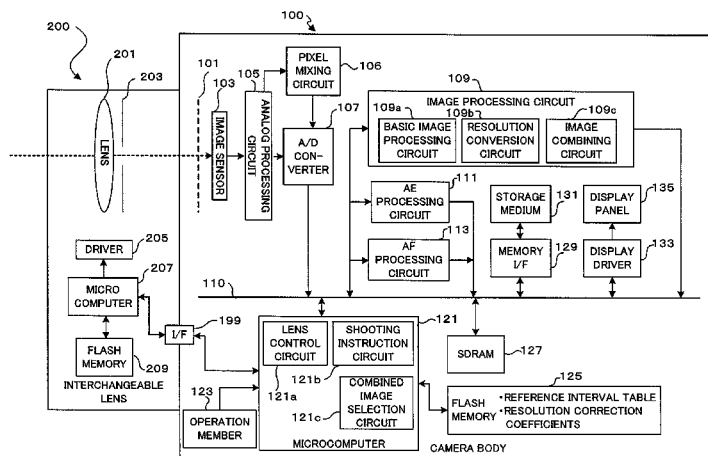 100
200
201
203
101
103
105
PIXEL
MIXING
CIRCUIT
106
109
IMAGE PROCESSING CIRCUIT
109a
109b
109c
BASIC IMAGE
PROCESSING
CIRCUIT
RESOLUTION
CONVERSION
CIRCUIT
IMAGE
COMBINING
CIRCUIT
107
LENS
IMAGE SENSOR
ANALOG PROCESSING
CIRCUIT
A/D
CON-
VERTER
111
AE
PROCESSING
CIRCUIT
113
AF
PROCESSING
CIRCUIT
STORAGE
MEDIUM
131
DISPLAY
PANEL
135
MEMORY
I/F
129
DISPLAY
DRIVER
133
DRIVER
205
207
MICRO
COMPUTER
FLASH
MEMORY
209
INTERCHANGEABLE
LENS
110
I/F
199
121
LENS
CONTROL
CIRCUIT
SHOOTING
INSTRUCTION
CIRCUIT
121a
121b
121c
COMBINED
IMAGE
SELECTION
CIRCUIT
MICROCOMPUTER
SDRAM
127
123
OPERATION
MEMBER
125
FLASH
MEMORY
・REFERENCE INTERVAL TABLE
・RESOLUTION CORRECTION
COEFFICIENTS
CAMERA BODY